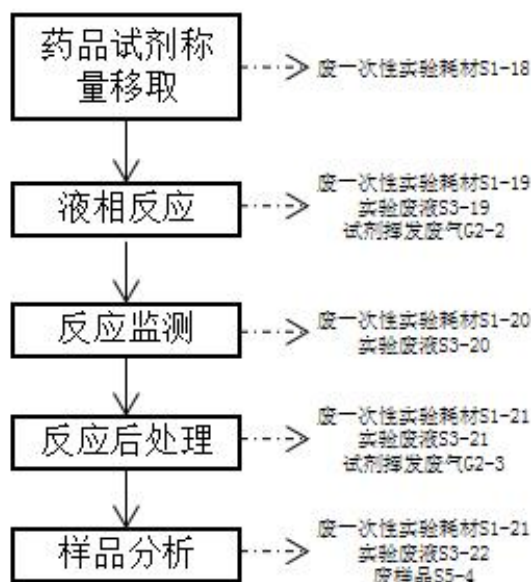 药品试剂称
量移取
废一次性实验耗材S1-18
液相反应
废一次性实验耗材S1-19
实验废液S3-19
试剂挥发废气G2-2
反应监测
废一次性实验耗材S1-20
实验废液S3-20
反应后处理
废一次性实验耗材S1-21
实验废液S3-21
试剂挥发废气G2-3
样品分析
废一次性实验耗材S1-21
实验废液S3-22
废样品S5-4